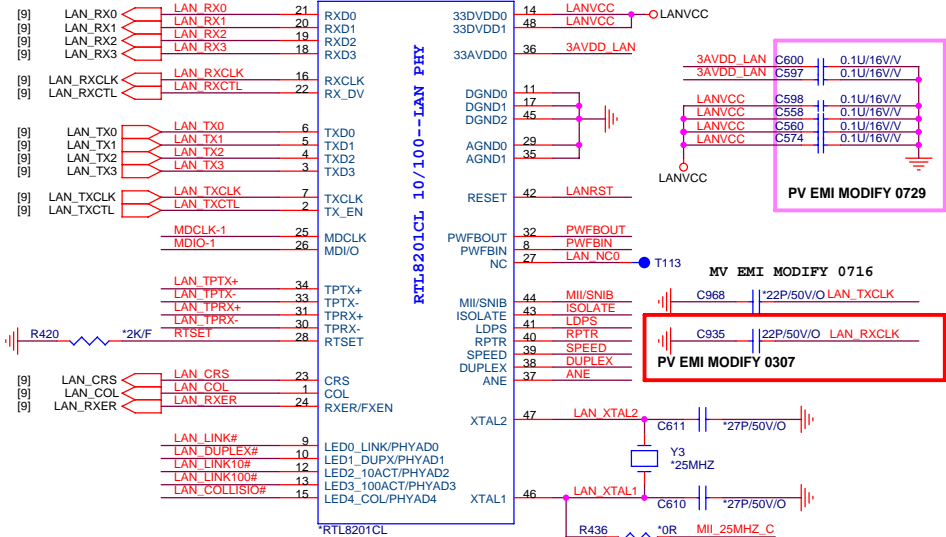 [9] LAN_RX0 LAN_RX0 21 RXD0 33DVDD0 14 LANVCC LANVCC
[9] LAN_RX1 LAN_RX1 20 RXD1 33DVDD1 48 LANVCC
[9] LAN_RX2 LAN_RX2 19 RXD2
[9] LAN_RX3 LAN_RX3 18 RXD3 33AVDD0 36 3AVDD_LAN
3AVDD_LAN C600 0.1U/16V/V
3AVDD_LAN C597 0.1U/16V/V
[9] LAN_RXCLK LAN_RXCLK 16 RXCLK
[9] LAN_RXCTL LAN_RXCTL 22 RX_DV
DGND0 11
DGND1 17
DGND2 45
LANVCC C598 0.1U/16V/V
LANVCC C558 0.1U/16V/V
LANVCC C560 0.1U/16V/V
LANVCC C574 0.1U/16V/V
LANVCC
PV EMI MODIFY 0729
[9] LAN_TX0 LAN_TX0 6 TXD0
[9] LAN_TX1 LAN_TX1 5 TXD1
[9] LAN_TX2 LAN_TX2 4 TXD2
[9] LAN_TX3 LAN_TX3 3 TXD3
AGND0 29
AGND1 35
[9] LAN_TXCLK LAN_TXCLK 7 TXCLK
[9] LAN_TXCTL LAN_TXCTL 2 TX_EN
RESET 42 LANRST
MDCLK-1 25 MDCLK
MDIO-1 26 MDI/O
PWFBOUT 32 PWFBOUT
PWFBIN 8 PWFBIN
NC 27 LAN_NC0 T113
RTL8201CL 10/100--LAN PHY
LAN_TPTX+ 34 TPTX+
LAN_TPTX- 33 TPTX-
LAN_TPRX+ 31 TPRX+
LAN_TPRX- 30 TPRX-
R420 *2K/F RTSET 28 RTSET
MII/SNIB 44 MII/SNIB
ISOLATE 43 ISOLATE
LDPS 41 LDPS
RPTR 40 RPTR
SPEED 39 SPEED
DUPLEX 38 DUPLEX
ANE 37 ANE
MV EMI MODIFY 0716
C968 *22P/50V/O LAN_TXCLK
C935 22P/50V/O LAN_RXCLK
PV EMI MODIFY 0307
[9] LAN_CRS LAN_CRS 23 CRS
[9] LAN_COL LAN_COL 1 COL
[9] LAN_RXER LAN_RXER 24 RXER/FXEN
XTAL2 47 LAN_XTAL2 C611 *27P/50V/O
Y3
*25MHZ
LAN_LINK# 9 LED0_LINK/PHYAD0
LAN_DUPLEX# 10 LED1_DUPX/PHYAD1
LAN_LINK10# 12 LED2_10ACT/PHYAD2
LAN_LINK100# 13 LED3_100ACT/PHYAD3
LAN_COLLISIO# 15 LED4_COL/PHYAD4
XTAL1 46 LAN_XTAL1 C610 *27P/50V/O
*RTL8201CL
R436 *0R MII_25MHZ_C